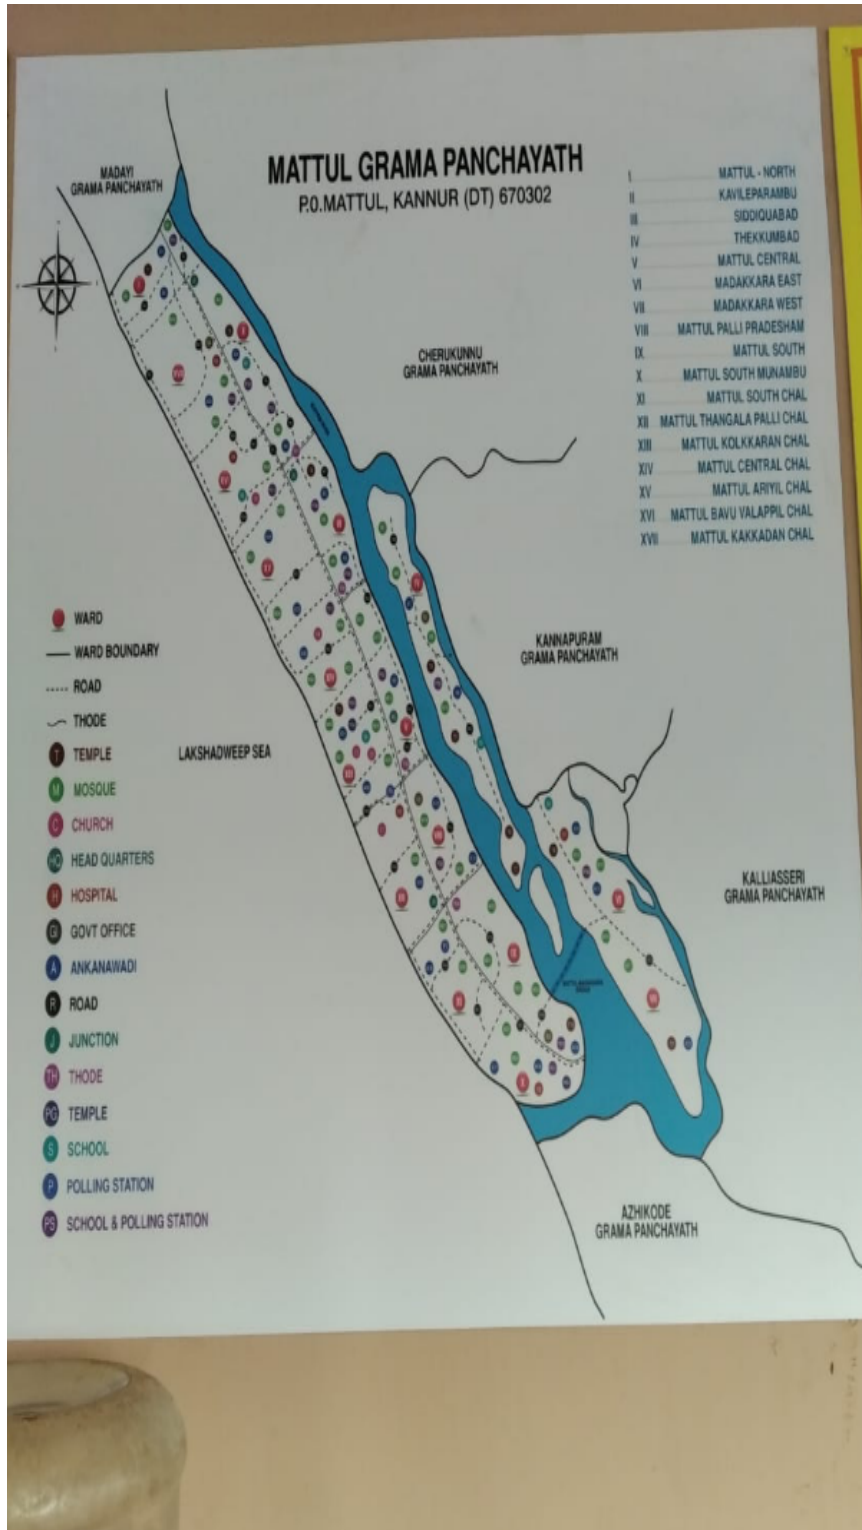 MATTUL GRAMA PANCHAYATH
P.O.MATTUL, KANNUR (DT) 670302
MADAYI
GRAMA PANCHAYATH
I MATTUL - NORTH
II KAVILEPARAMBU
III SIDDIQUABAD
IV THEKKUMBAD
V MATTUL CENTRAL
VI MADAKKARA EAST
VII MADAKKARA WEST
VIII MATTUL PALLI PRADESHAM
IX MATTUL SOUTH
X MATTUL SOUTH MUNAMBU
XI MATTUL SOUTH CHAL
XII MATTUL THANGALA PALLI CHAL
XIII MATTUL KOLKKARAN CHAL
XIV MATTUL CENTRAL CHAL
XV MATTUL ARIYIL CHAL
XVI MATTUL BAVU VALAPPIL CHAL
XVII MATTUL KAKKADAN CHAL
CHERUKUNNU
GRAMA PANCHAYATH
KANNAPURAM
GRAMA PANCHAYATH
LAKSHADWEEP SEA
KALLIASSERI
GRAMA PANCHAYATH
AZHIKODE
GRAMA PANCHAYATH
WARD
WARD BOUNDARY
ROAD
THODE
T TEMPLE
M MOSQUE
C CHURCH
HQ HEAD QUARTERS
H HOSPITAL
GOVT OFFICE
A ANKANAWADI
R ROAD
J JUNCTION
TH THODE
PG TEMPLE
S SCHOOL
P POLLING STATION
PS SCHOOL & POLLING STATION